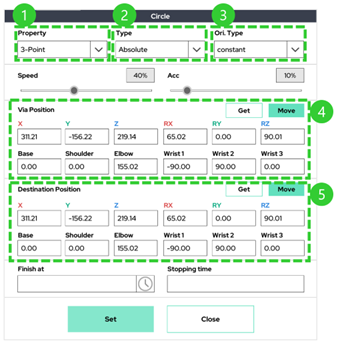 Circle
1 2 3
Property Type Ori. Type
3-Point Absolute constant
Speed 40% Acc 10%
4
Via Position Get Move
X Y Z RX RY RZ
311.21 -156.22 219.14 65.02 0.00 90.01
Base Shoulder Elbow Wrist 1 Wrist 2 Wrist 3
0.00 0.00 155.02 -90.00 90.00 0.00
5
Destination Position Get Move
X Y Z RX RY RZ
311.21 -156.22 219.14 65.02 0.00 90.01
Base Shoulder Elbow Wrist 1 Wrist 2 Wrist 3
0.00 0.00 155.02 -90.00 90.00 0.00
Finish at Stopping time
Set Close